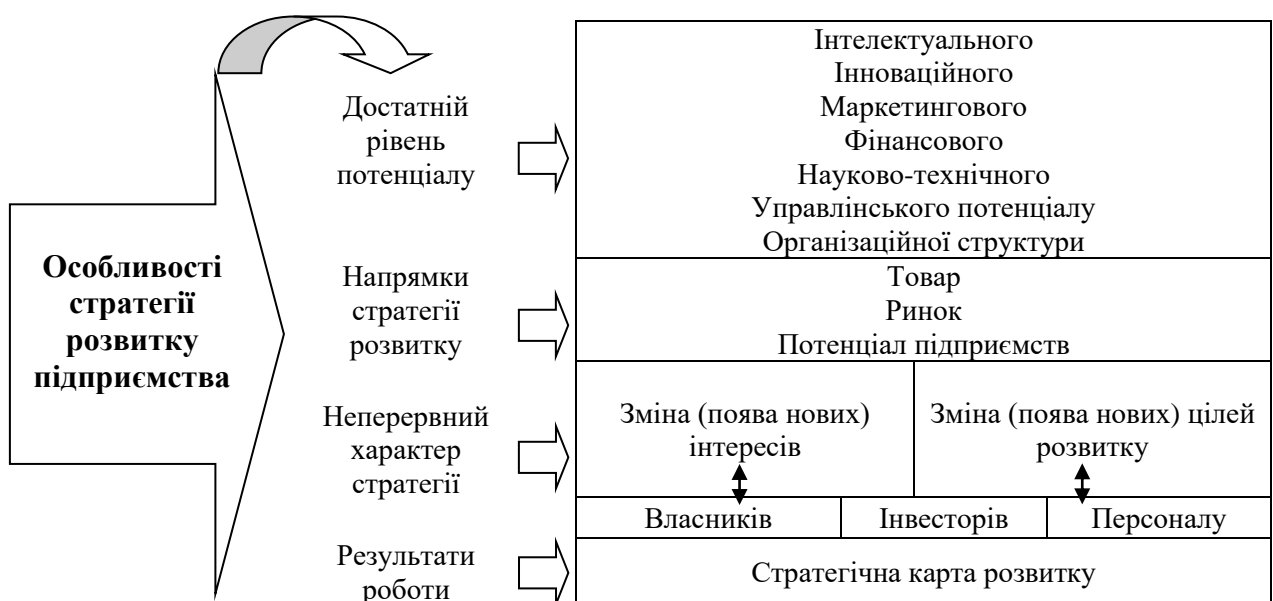 Особливості
стратегії
розвитку
підприємства
Достатній
рівень
потенціалу
Інтелектуального
Інноваційного
Маркетингового
Фінансового
Науково-технічного
Управлінського потенціалу
Організаційної структури
Напрямки
стратегії
розвитку
Товар
Ринок
Потенціал підприємств
Неперервний
характер
стратегії
Зміна (поява нових)
інтересів
Зміна (поява нових) цілей
розвитку
Власників
Інвесторів
Персоналу
Результати
роботи
Стратегічна карта розвитку